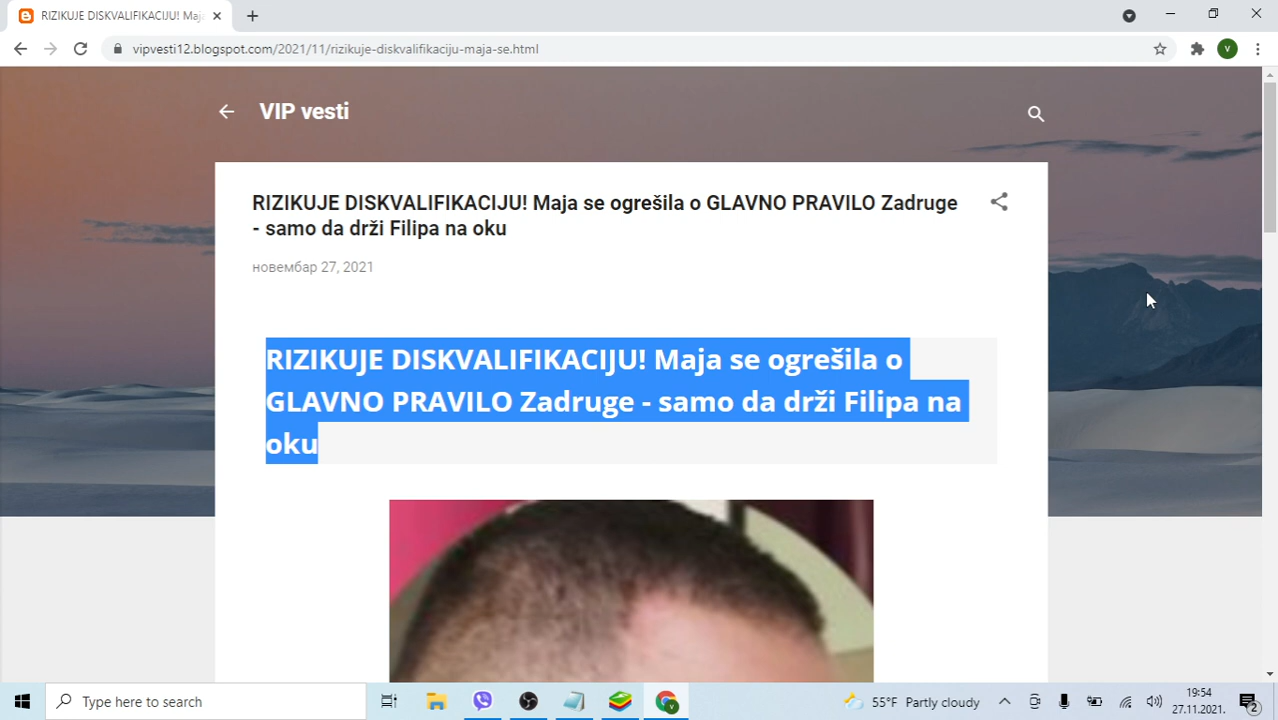 RIZIKUJE DISKVALIFIKACIJU! Maja
vipvesti12.blogspot.com/2021/11/rizikuje-diskvalifikaciju-maja-se.html
V
VIP vesti
RIZIKUJE DISKVALIFIKACIJU! Maja se ogrešila o GLAVNO PRAVILO Zadruge
- samo da drži Filipa na oku
новембар 27, 2021
RIZIKUJE DISKVALIFIKACIJU! Maja se ogrešila o
GLAVNO PRAVILO Zadruge - samo da drži Filipa na
oku
Type here to search
V
55°F Partly cloudy
19:54
27.11.2021.
2